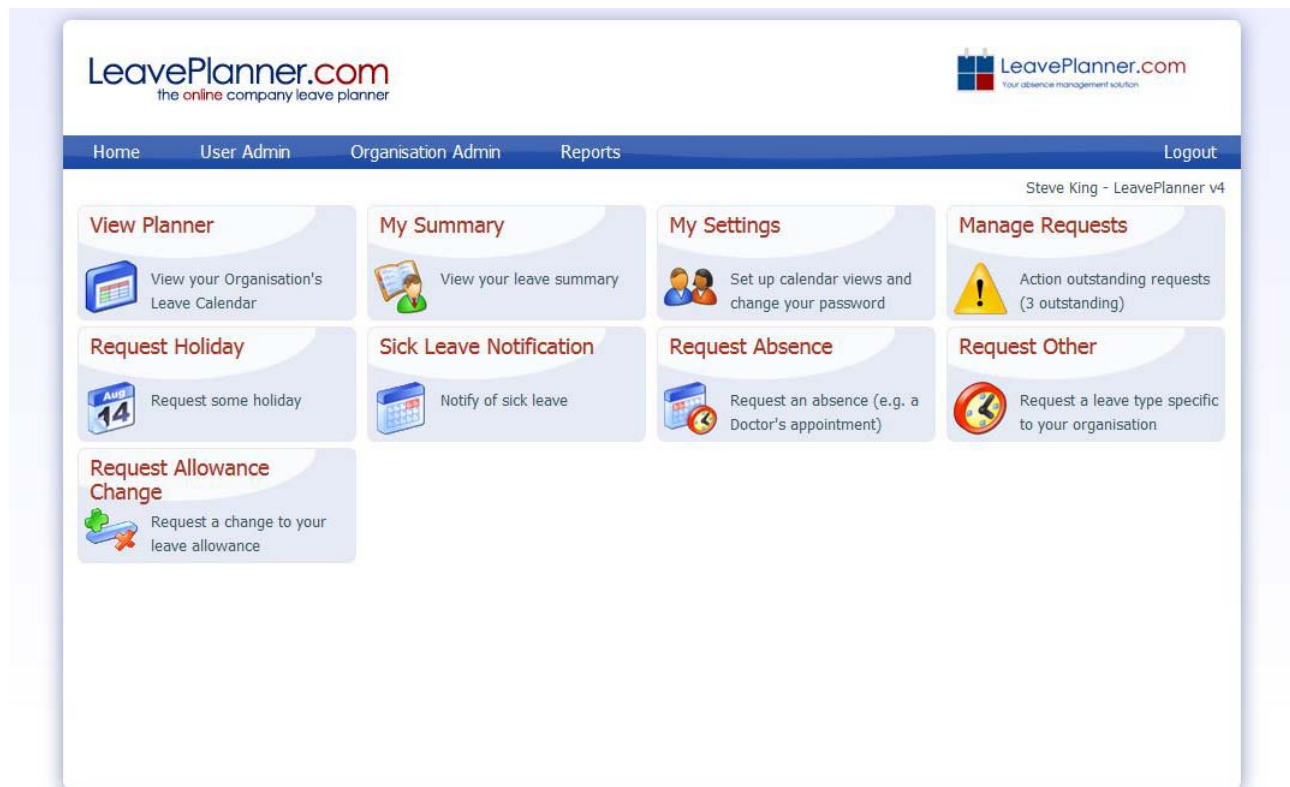 LeavePlanner.com
the online company leave planner
LeavePlanner.com
Your absence management solution
Home User Admin Organisation Admin Reports Logout
Steve King - LeavePlanner v4
View Planner
View your Organisation's
Leave Calendar
My Summary
View your leave summary
My Settings
Set up calendar views and
change your password
Manage Requests
Action outstanding requests
(3 outstanding)
Request Holiday
Aug
14
Request some holiday
Sick Leave Notification
Notify of sick leave
Request Absence
Request an absence (e.g. a
Doctor's appointment)
Request Other
Request a leave type specific
to your organisation
Request Allowance
Change
Request a change to your
leave allowance